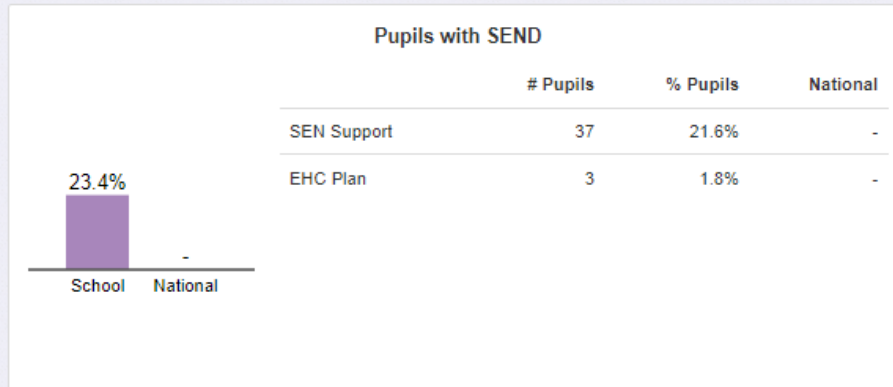 Pupils with SEND
# Pupils % Pupils National
SEN Support 37 21.6% -
EHC Plan 3 1.8% -
23.4%
-
School National